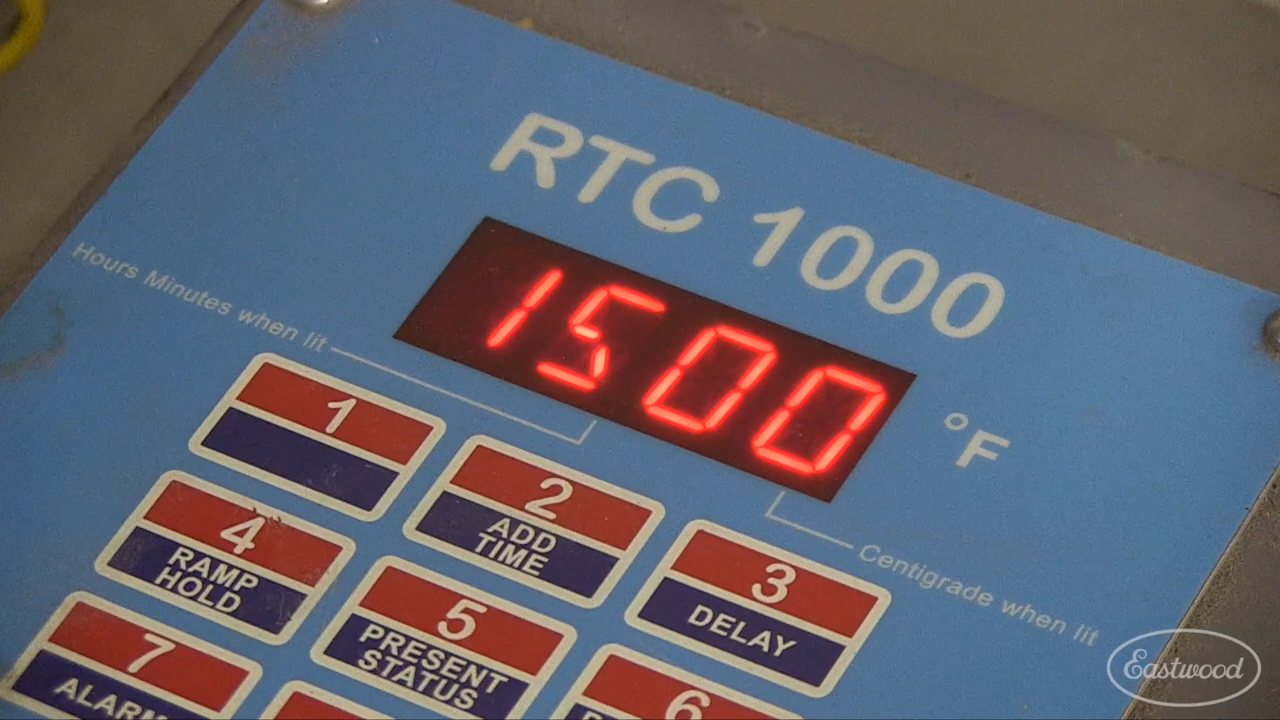 RTC 1000
1500
°F
Hours Minutes when lit
Centigrade when lit
1
2
ADD
TIME
3
DELAY
4
RAMP
HOLD
5
PRESENT
STATUS
6
7
ALARM
Eastwood